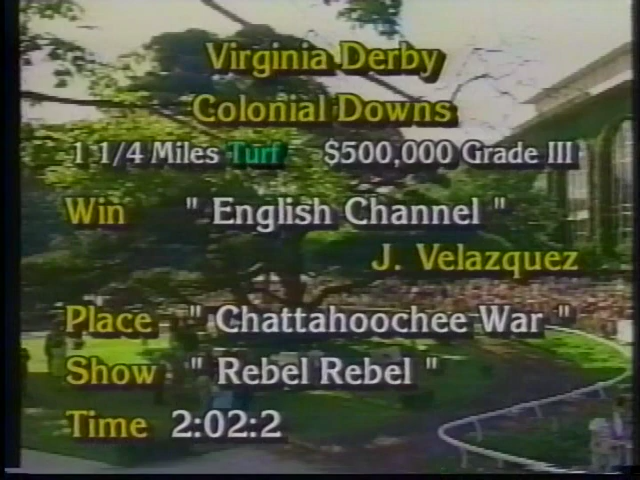 Virginia Derby
Colonial Downs
1 1/4 Miles Turf $500,000 Grade III
Win " English Channel "
J. Velazquez
Place " Chattahoochee War "
Show " Rebel Rebel "
Time 2:02:2